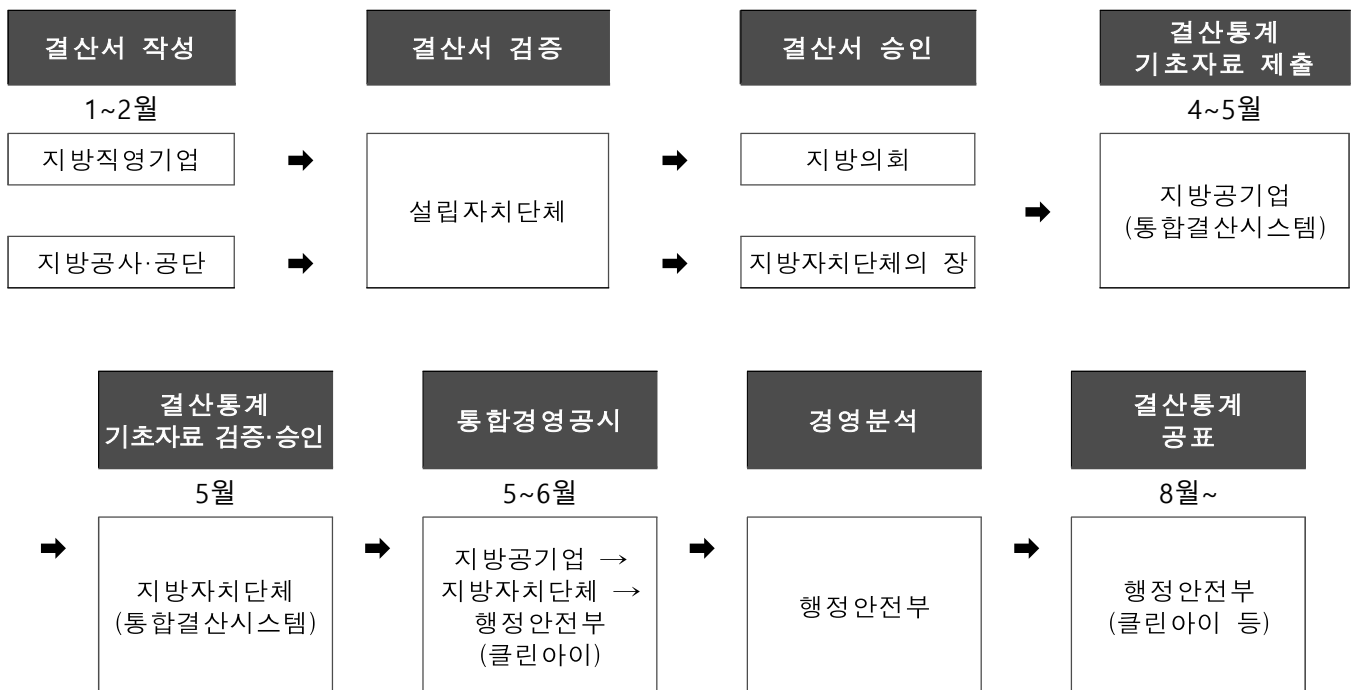 결산서 작성
결산서 검증
결산서 승인
결산통계
기초자료 제출
1~2월
4~5월
지방직영기업
➡
설립자치단체
➡
지방의회
➡
지방공기업
(통합결산시스템)
지방공사·공단
➡
➡
지방자치단체의 장
결산통계
기초자료 검증·승인
통합경영공시
경영분석
결산통계
공표
5월
5~6월
8월~
➡
지방자치단체
(통합결산시스템)
➡
지방공기업 →
지방자치단체 →
행정안전부
(클린아이)
➡
행정안전부
➡
행정안전부
(클린아이 등)